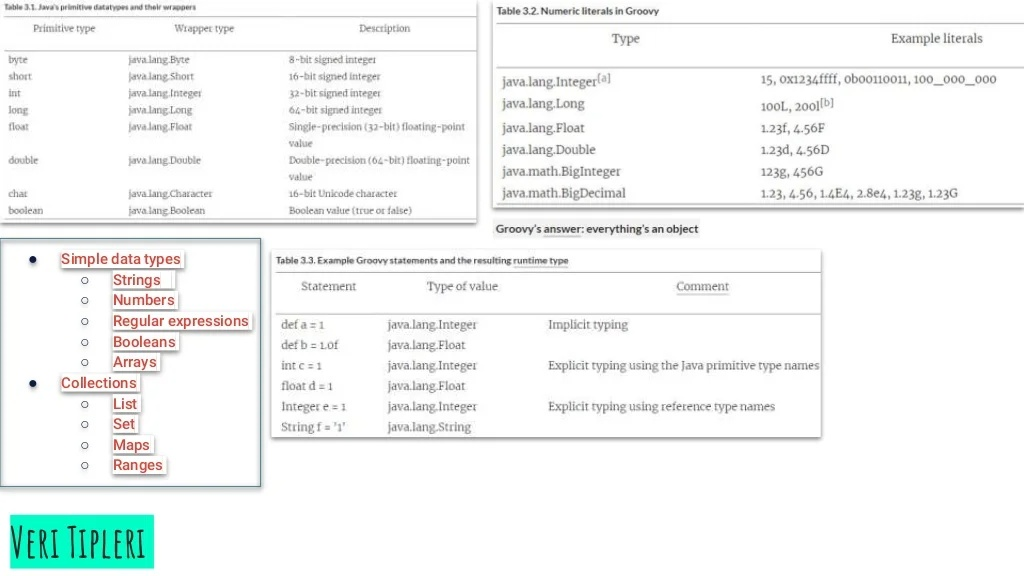 Table 3.1. Java's primitive datatypes and their wrappers
Primitive type Wrapper type Description
byte java.lang.Byte 8-bit signed integer
short java.lang.Short 16-bit signed integer
int java.lang.Integer 32-bit signed integer
long java.lang.Long 64-bit signed integer
float java.lang.Float Single-precision (32-bit) floating-point
value
double java.lang.Double Double-precision (64-bit) floating-point
value
char java.lang.Character 16-bit Unicode character
boolean java.lang.Boolean Boolean value (true or false)
Table 3.2. Numeric literals in Groovy
Type Example literals
java.lang.Integer[a] 15, 0x1234ffff, 0b00110011, 100_000_000
java.lang.Long 100L, 200l[b]
java.lang.Float 1.23f, 4.56F
java.lang.Double 1.23d, 4.56D
java.math.BigInteger 123g, 456G
java.math.BigDecimal 1.23, 4.56, 1.4E4, 2.8e4, 1.23g, 1.23G
Groovy's answer: everything's an object
• Simple data types
○ Strings
○ Numbers
○ Regular expressions
○ Booleans
○ Arrays
• Collections
○ List
○ Set
○ Maps
○ Ranges
Table 3.3. Example Groovy statements and the resulting runtime type
Statement Type of value Comment
def a = 1 java.lang.Integer Implicit typing
def b = 1.0f java.lang.Float
int c = 1 java.lang.Integer Explicit typing using the Java primitive type names
float d = 1 java.lang.Float
Integer e = 1 java.lang.Integer Explicit typing using reference type names
String f = '1' java.lang.String
VERI TIPLERI